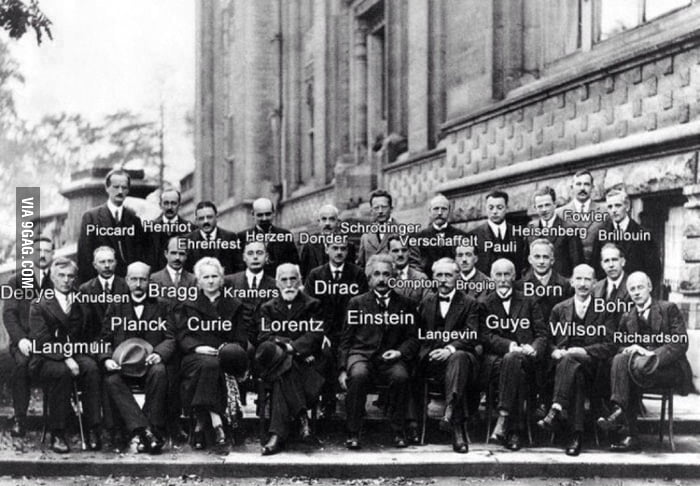 VIA 9GAG.COM
Piccard
Henriot
Ehrenfest
Herzen
Donder
Schrödinger
Verschaffelt
Pauli
Heisenberg
Fowler
Brillouin
Debye
Knudsen
Bragg
Kramers
Dirac
Compton
Broglie
Born
Bohr
Langmuir
Planck
Curie
Lorentz
Einstein
Langevin
Guye
Wilson
Richardson